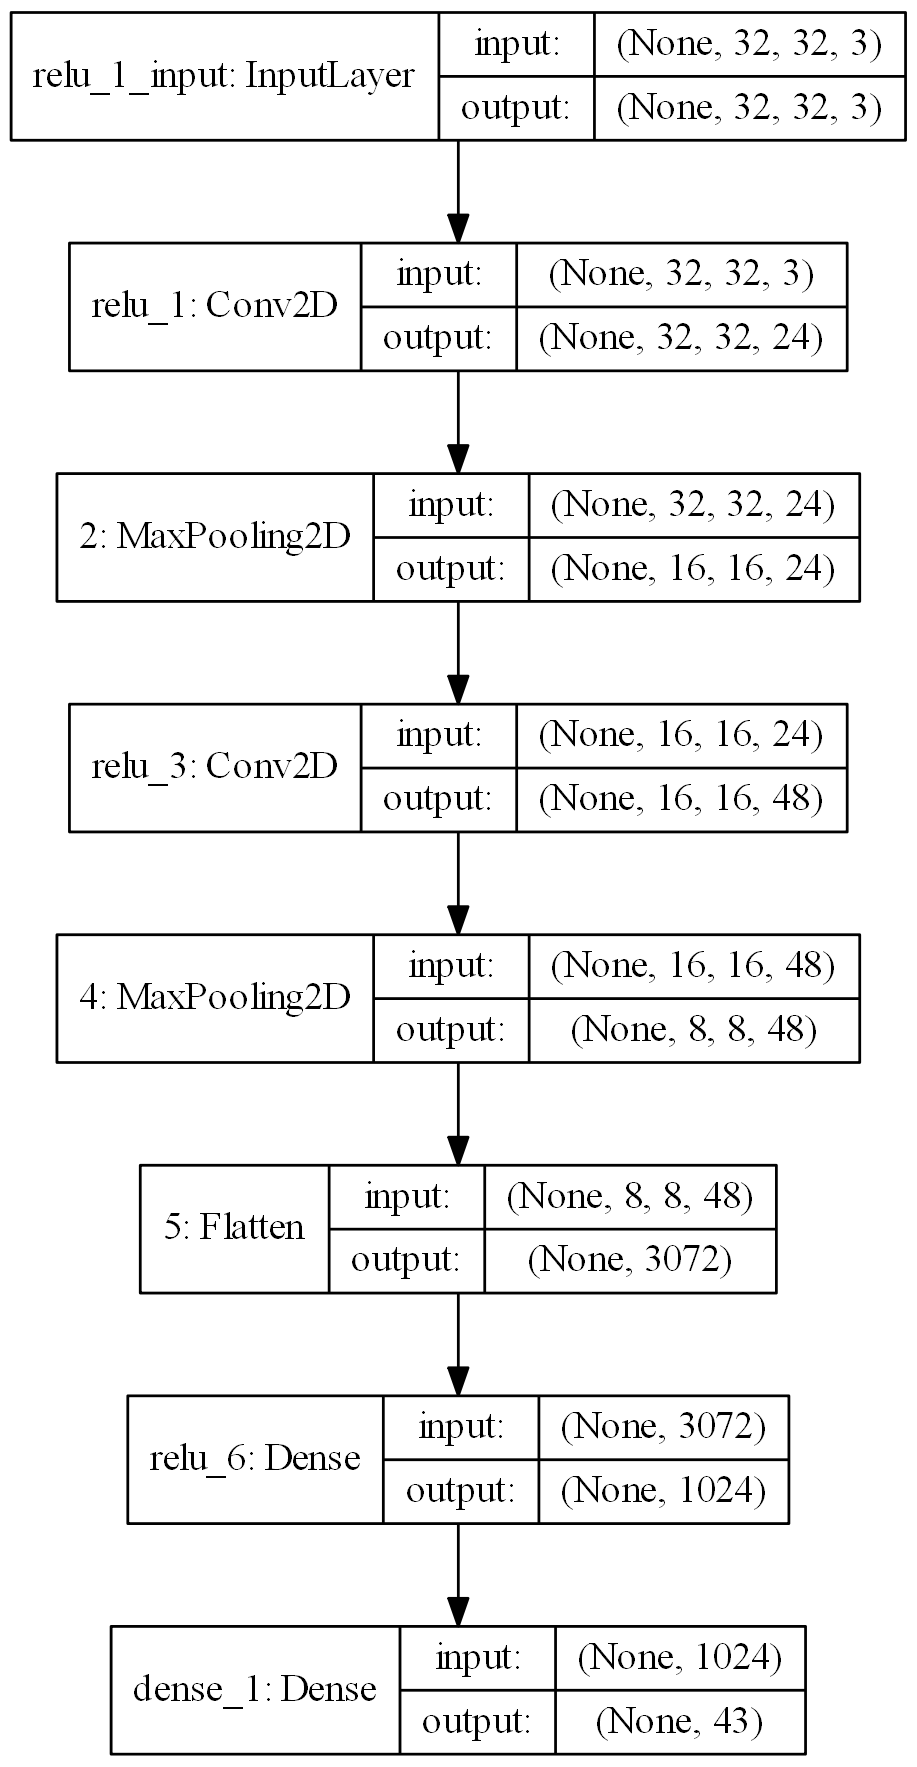 relu_1_input: InputLayer
input: (None, 32, 32, 3)
output: (None, 32, 32, 3)
relu_1: Conv2D
input: (None, 32, 32, 3)
output: (None, 32, 32, 24)
2: MaxPooling2D
input: (None, 32, 32, 24)
output: (None, 16, 16, 24)
relu_3: Conv2D
input: (None, 16, 16, 24)
output: (None, 16, 16, 48)
4: MaxPooling2D
input: (None, 16, 16, 48)
output: (None, 8, 8, 48)
5: Flatten
input: (None, 8, 8, 48)
output: (None, 3072)
relu_6: Dense
input: (None, 3072)
output: (None, 1024)
dense_1: Dense
input: (None, 1024)
output: (None, 43)